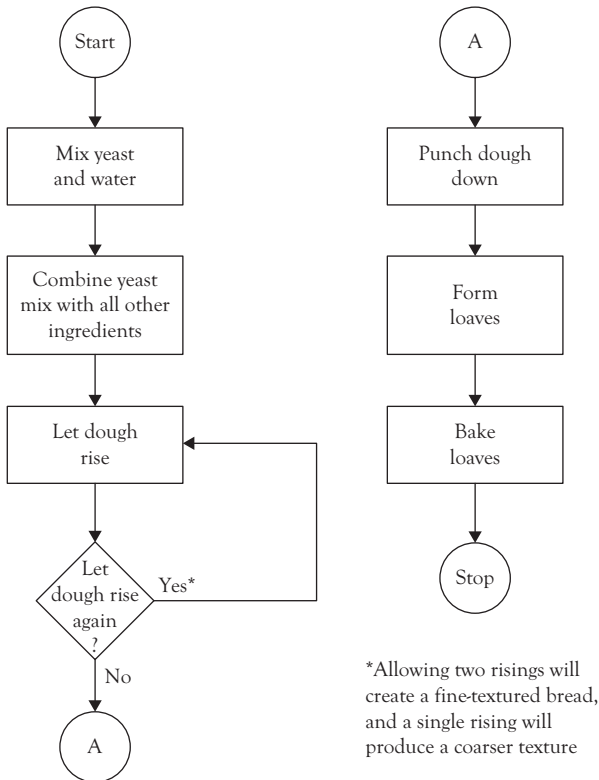 Start
Mix yeast
and water
Combine yeast
mix with all other
ingredients
Let dough
rise
Let
dough rise
again
?
Yes*
No
A
A
Punch dough
down
Form
loaves
Bake
loaves
Stop
*Allowing two risings will
create a fine-textured bread,
and a single rising will
produce a coarser texture